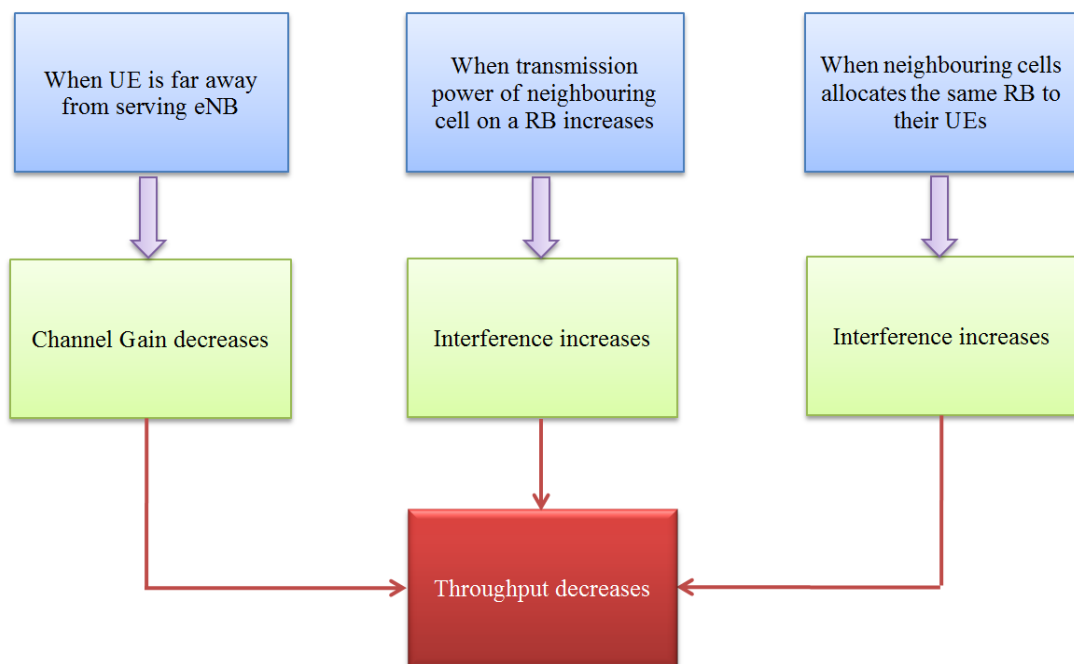 When UE is far away
from serving eNB
When transmission
power of neighbouring
cell on a RB increases
When neighbouring cells
allocates the same RB to
their UEs
Channel Gain decreases
Interference increases
Interference increases
Throughput decreases